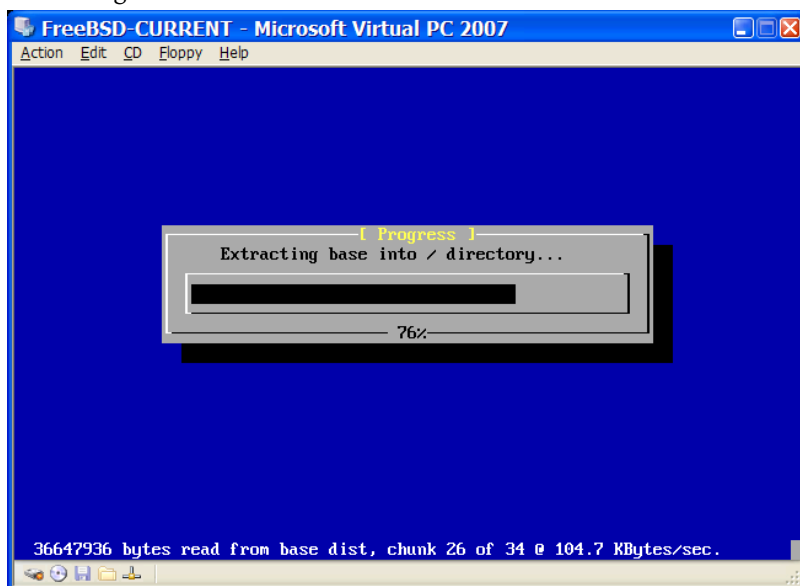 FreeBSD-CURRENT - Microsoft Virtual PC 2007
Action Edit CD Floppy Help
[ Progress ]
Extracting base into / directory...
76%
36647936 bytes read from base dist, chunk 26 of 34 @ 104.7 KBytes/sec.